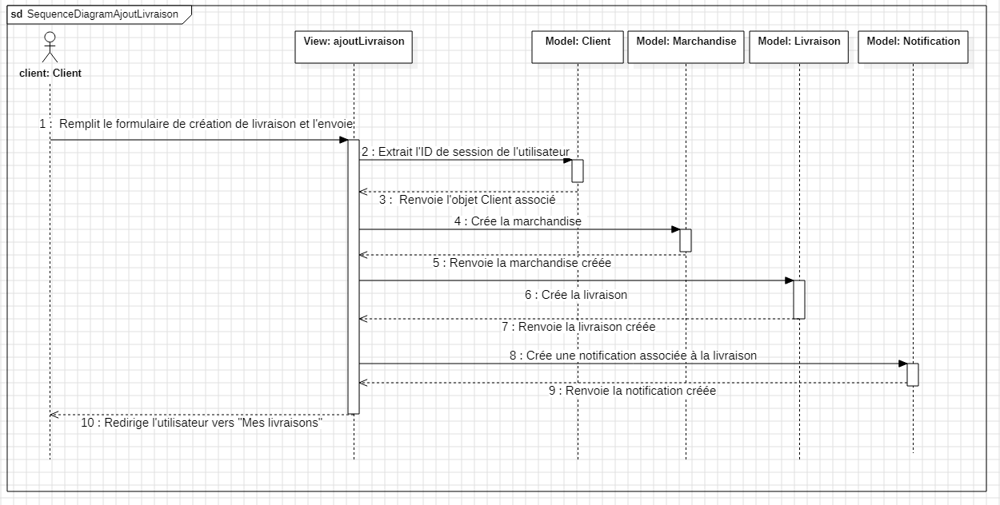 sd SequenceDiagramAjoutLivraison
client: Client
View: ajoutLivraison
Model: Client
Model: Marchandise
Model: Livraison
Model: Notification
1 : Remplit le formulaire de création de livraison et l'envoie
2 : Extrait l'ID de session de l'utilisateur
3 : Renvoie l'objet Client associé
4 : Crée la marchandise
5 : Renvoie la marchandise créée
6 : Crée la livraison
7 : Renvoie la livraison créée
8 : Crée une notification associée à la livraison
9 : Renvoie la notification créée
10 : Redirige l'utilisateur vers "Mes livraisons"